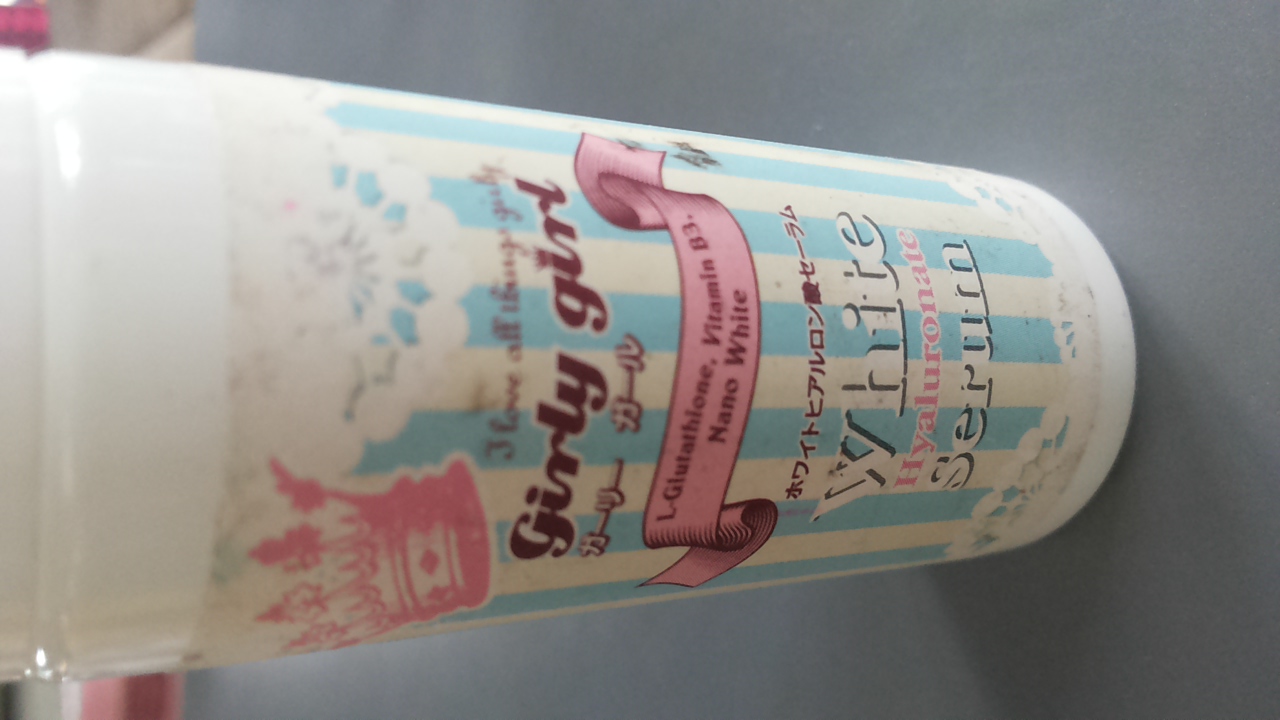 I love all things girly.
Girly girl
ガーリー ガール
L-Glutathione, Vitamin B3,
Nano White
ホワイトヒアルロン酸セーラム
White
Hyaluronate
Serum